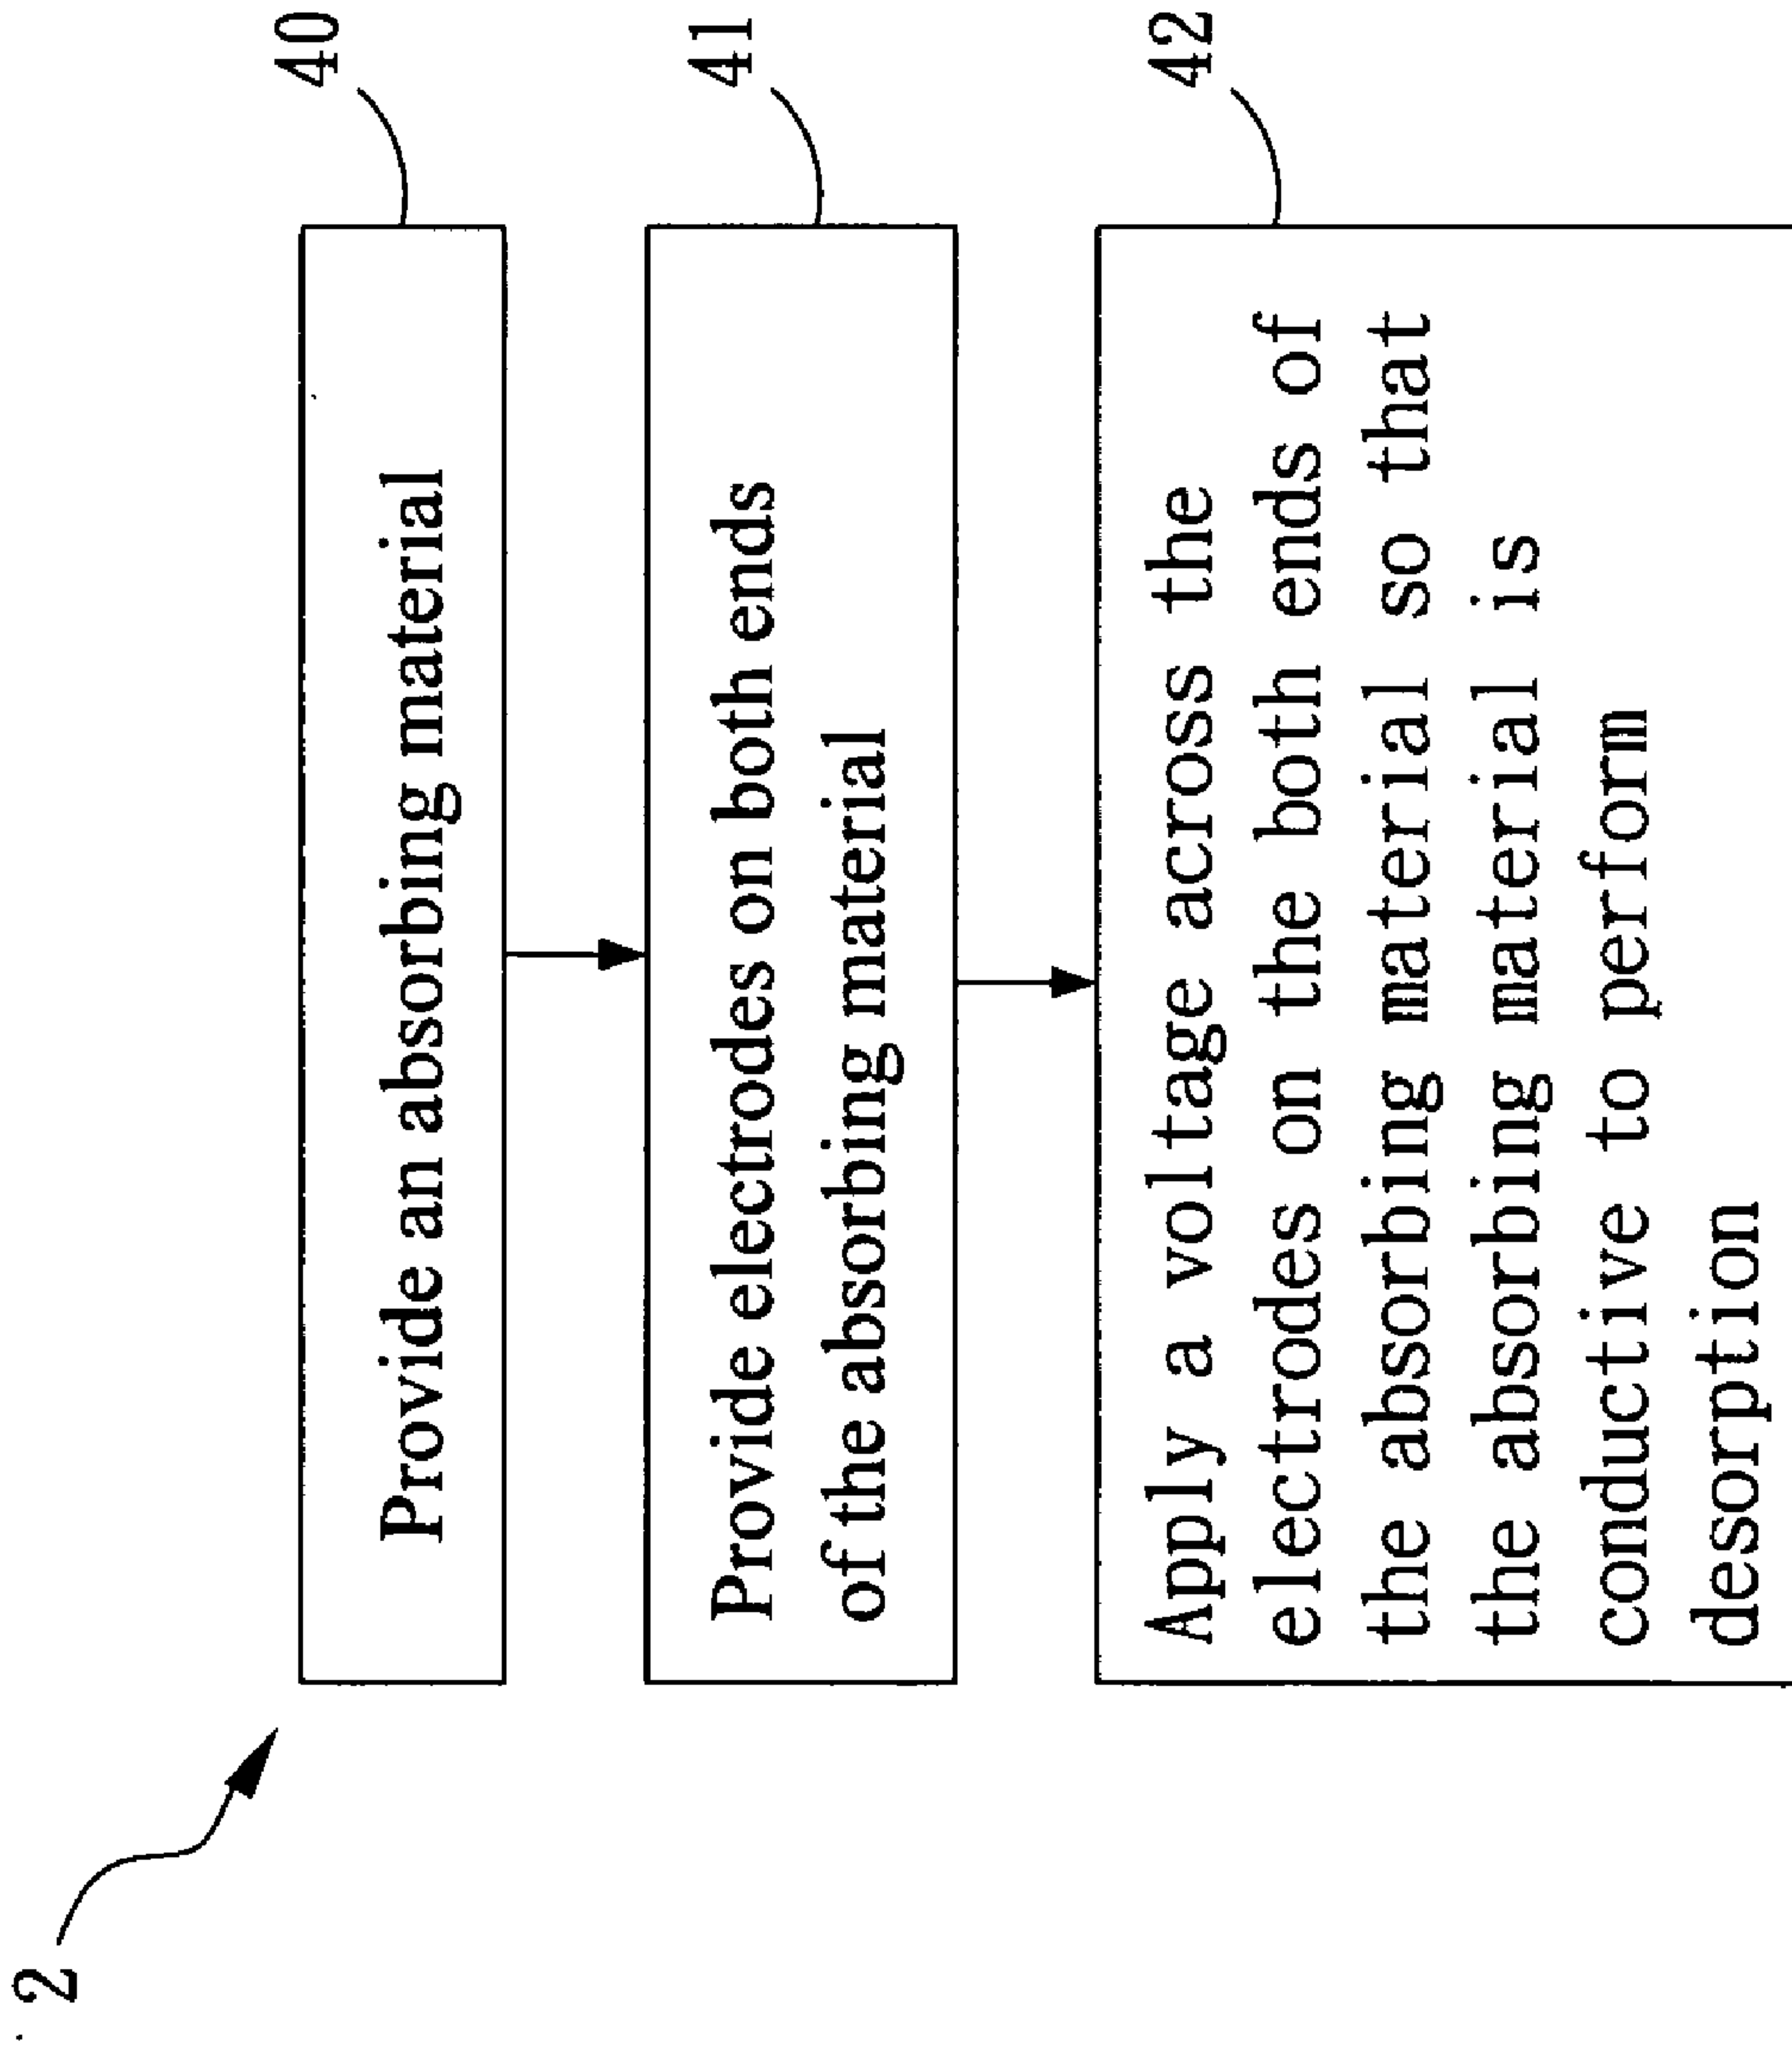 2
40
Provide an absorbing material
41
Provide electrodes on both ends
of the absorbing material
42
Apply a voltage across the
electrodes on the both ends of
the absorbing material so that
the absorbing material is
conductive to perform
desorption